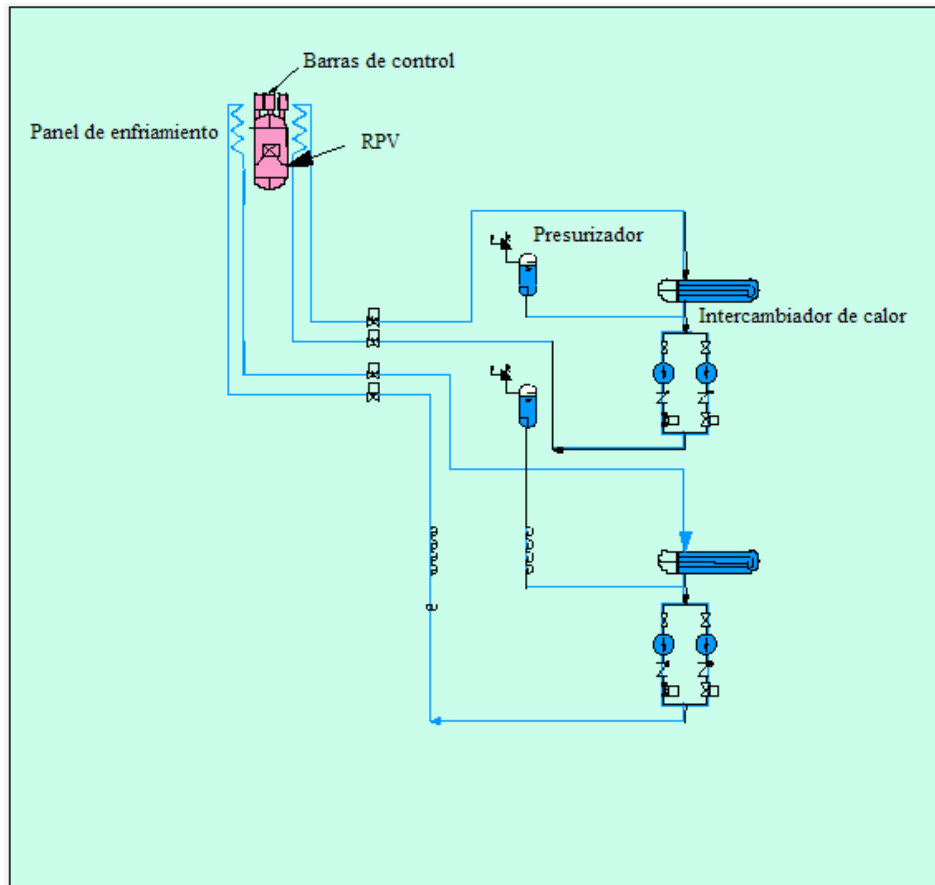 Barras de control
Panel de enfriamiento
RPV
Presurizador
Intercambiador de calor